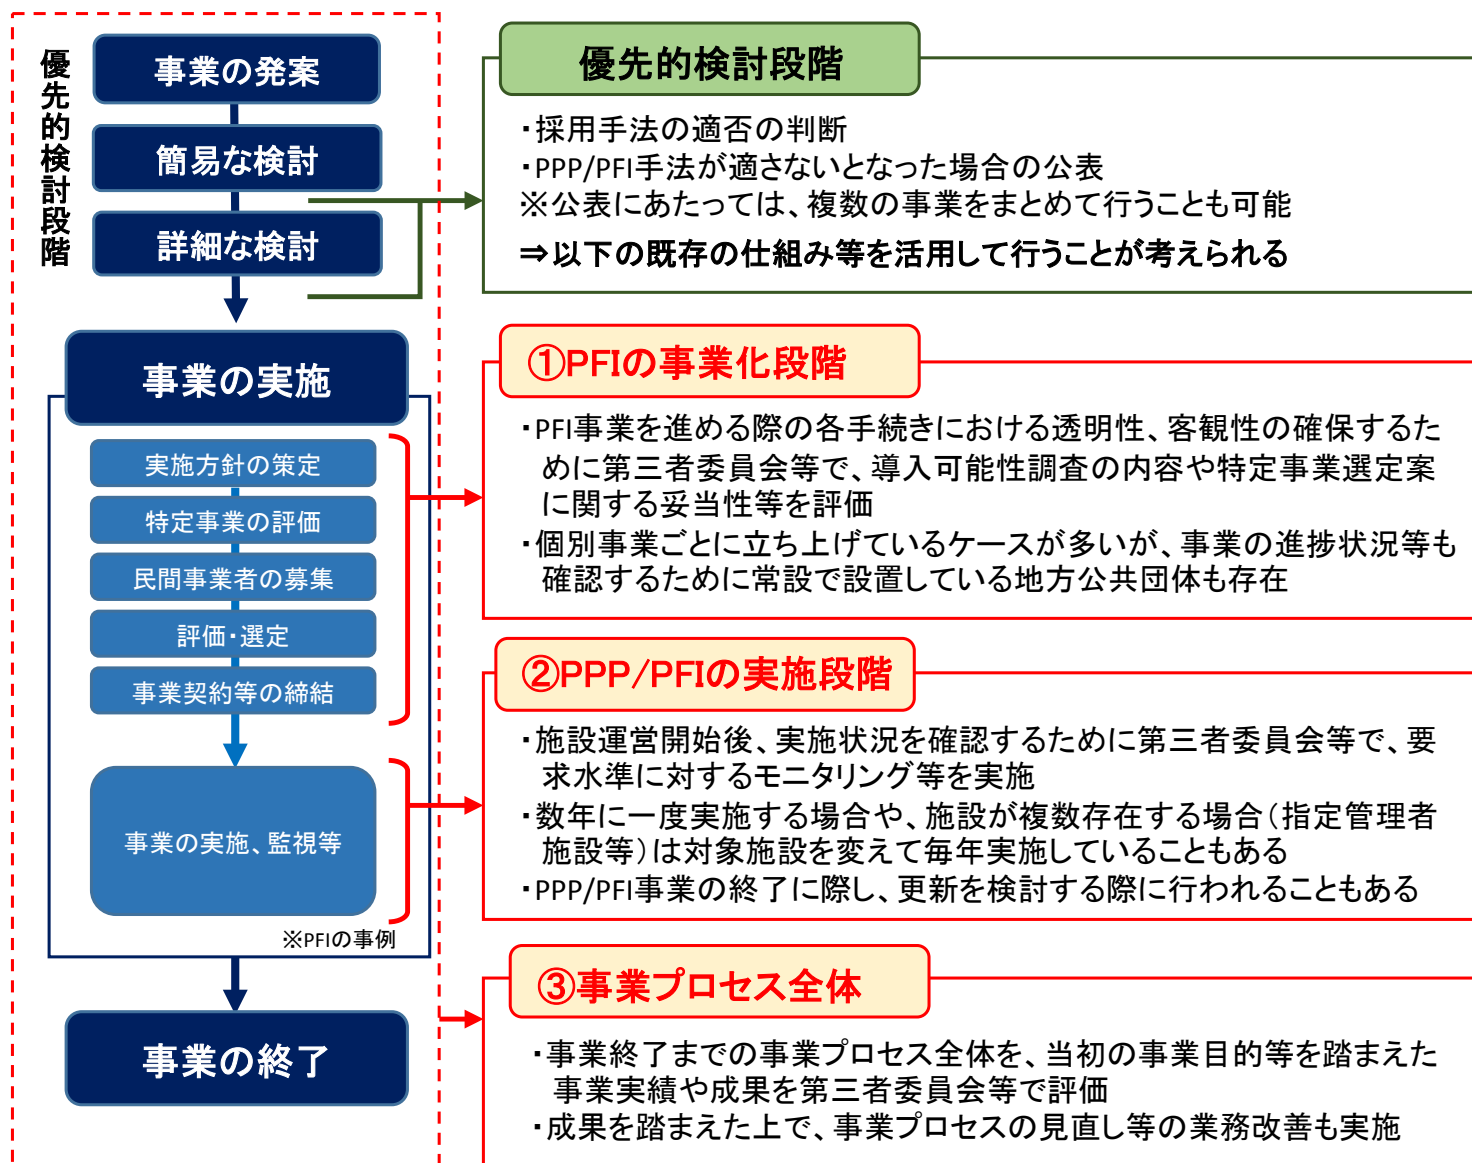 優先的検討段階
事業の発案
簡易な検討
詳細な検討
事業の実施
実施方針の策定
特定事業の評価
民間事業者の募集
評価・選定
事業契約等の締結
事業の実施、監視等
※PFIの事例
事業の終了
優先的検討段階
・採用手法の適否の判断
・PPP/PFI手法が適さないとなった場合の公表
※公表にあたっては、複数の事業をまとめて行うことも可能
⇒以下の既存の仕組み等を活用して行うことが考えられる
①PFIの事業化段階
・PFI事業を進める際の各手続きにおける透明性、客観性の確保するた
めに第三者委員会等で、導入可能性調査の内容や特定事業選定案
に関する妥当性等を評価
・個別事業ごとに立ち上げているケースが多いが、事業の進捗状況等も
確認するために常設で設置している地方公共団体も存在
②PPP/PFIの実施段階
・施設運営開始後、実施状況を確認するために第三者委員会等で、要
求水準に対するモニタリング等を実施
・数年に一度実施する場合や、施設が複数存在する場合（指定管理者
施設等）は対象施設を変えて毎年実施していることもある
・PPP/PFI事業の終了に際し、更新を検討する際に行われることもある
③事業プロセス全体
・事業終了までの事業プロセス全体を、当初の事業目的等を踏まえた
事業実績や成果を第三者委員会等で評価
・成果を踏まえた上で、事業プロセスの見直し等の業務改善も実施